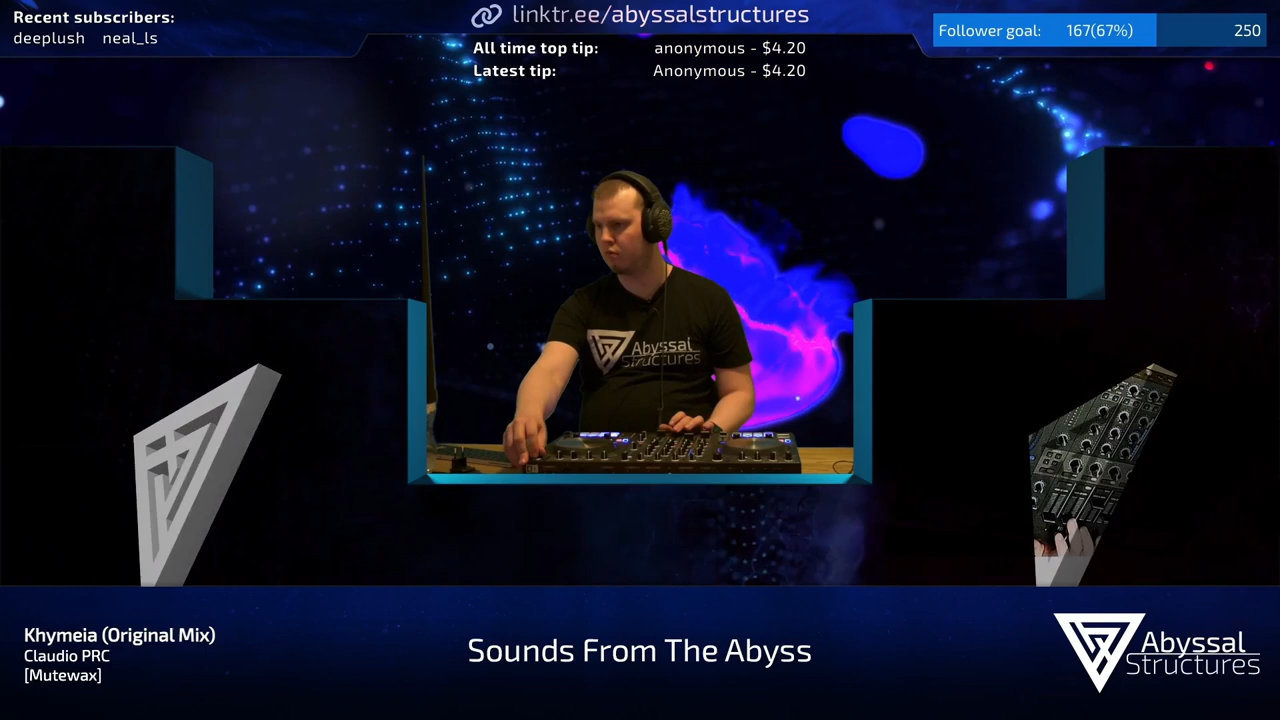 Recent subscribers:
deeplush neal_ls
linktr.ee/abyssalstructures
All time top tip: anonymous - $4.20
Latest tip: Anonymous - $4.20
Follower goal: 167(67%) 250
Abyssal
Structures
Khymeia (Original Mix)
Claudio PRC
[Mutewax]
Sounds From The Abyss
Abyssal
Structures